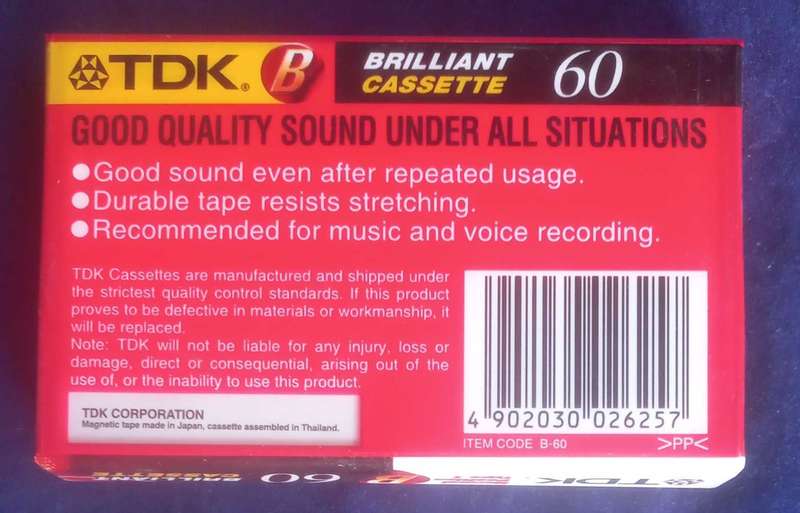 TDK® B BRILLIANT CASSETTE 60
GOOD QUALITY SOUND UNDER ALL SITUATIONS
●Good sound even after repeated usage.
●Durable tape resists stretching.
●Recommended for music and voice recording.
TDK Cassettes are manufactured and shipped under
the strictest quality control standards. If this product
proves to be defective in materials or workmanship, it
will be replaced.
Note: TDK will not be liable for any injury, loss or
damage, direct or consequential, arising out of the
use of, or the inability to use this product.
TDK CORPORATION
Magnetic tape made in Japan, cassette assembled in Thailand.
4 902030 026257
ITEM CODE B-60
>PP<
BRILLIANT CASSETTE 60 B TDK